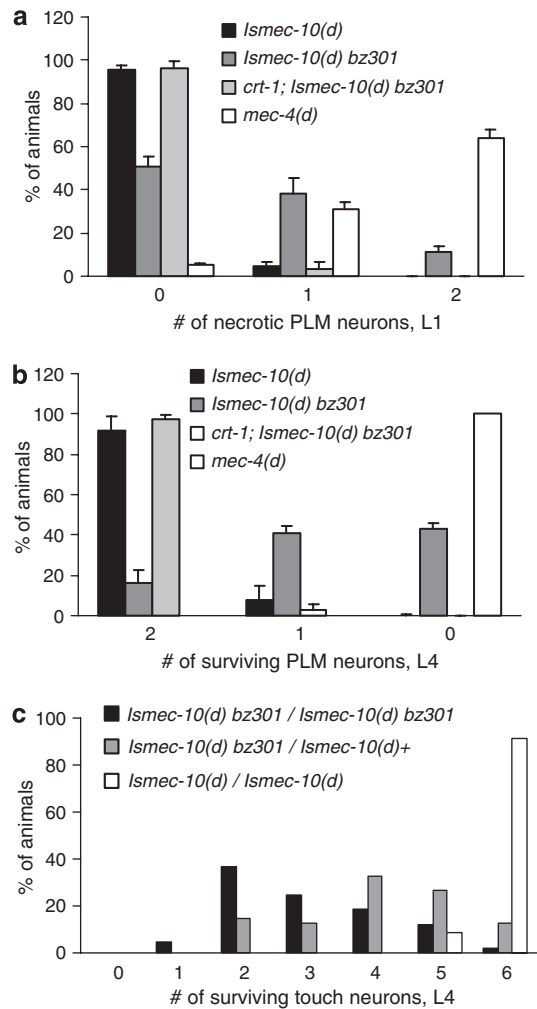 a
120
100
80
60
40
20
0
% of animals
Ismec-10(d)
Ismec-10(d) bz301
crt-1; Ismec-10(d) bz301
mec-4(d)
0 1 2
# of necrotic PLM neurons, L1
b
120
100
80
60
40
20
0
% of animals
Ismec-10(d)
Ismec-10(d) bz301
crt-1; Ismec-10(d) bz301
mec-4(d)
2 1 0
# of surviving PLM neurons, L4
c
100
80
60
40
20
0
% of animals
Ismec-10(d) bz301 / Ismec-10(d) bz301
Ismec-10(d) bz301 / Ismec-10(d)+
Ismec-10(d) / Ismec-10(d)
0 1 2 3 4 5 6
# of surviving touch neurons, L4